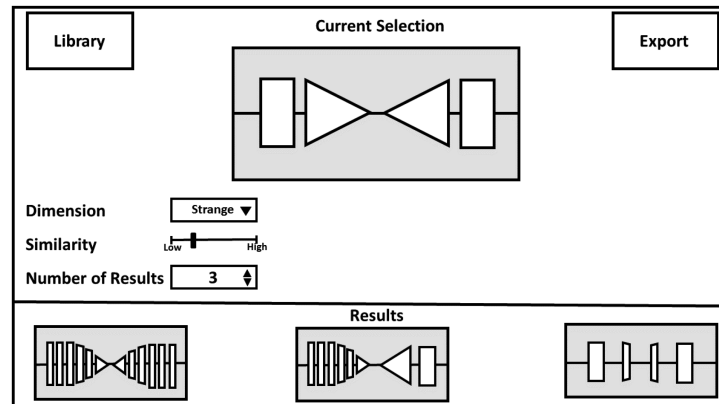 Library
Current Selection
Export
Dimension
Strange
Similarity
Low
High
Number of Results
3
Results